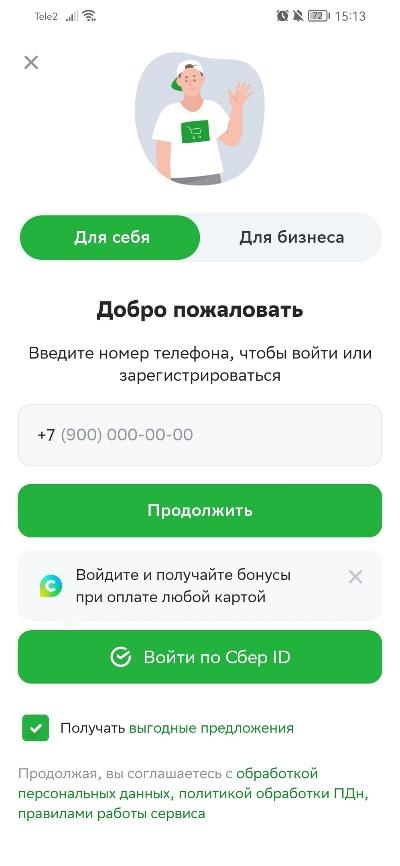 Tele2 72 15:13
Для себя Для бизнеса
Добро пожаловать
Введите номер телефона, чтобы войти или
зарегистрироваться
+7 (900) 000-00-00
Продолжить
Войдите и получайте бонусы
при оплате любой картой
Войти по Сбер ID
Получать выгодные предложения
Продолжая, вы соглашаетесь с обработкой
персональных данных, политикой обработки ПДн,
правилами работы сервиса